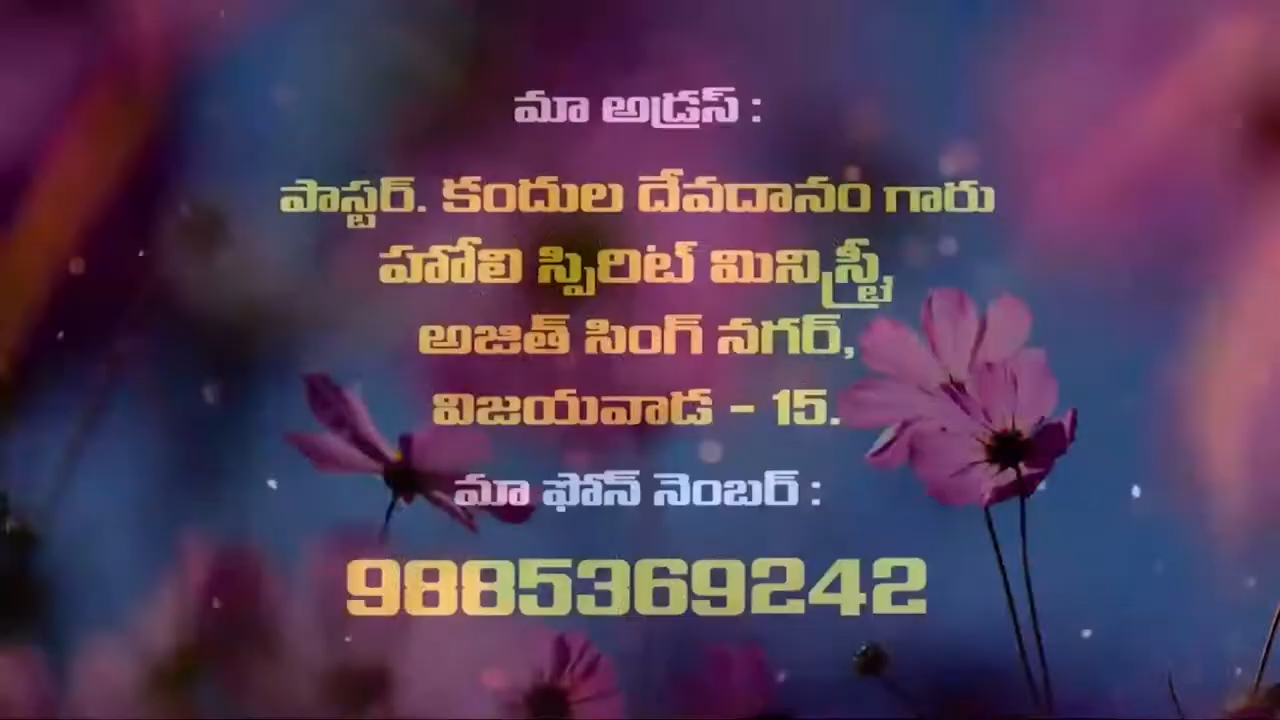 మా అడ్రస్ :
పాస్టర్. కందుల దేవదానం గారు
హోలి స్పిరిట్ మినిస్ట్రీ,
అజిత్ సింగ్ నగర్,
విజయవాడ - 15.
మా ఫోన్ నెంబర్ :
9885369242